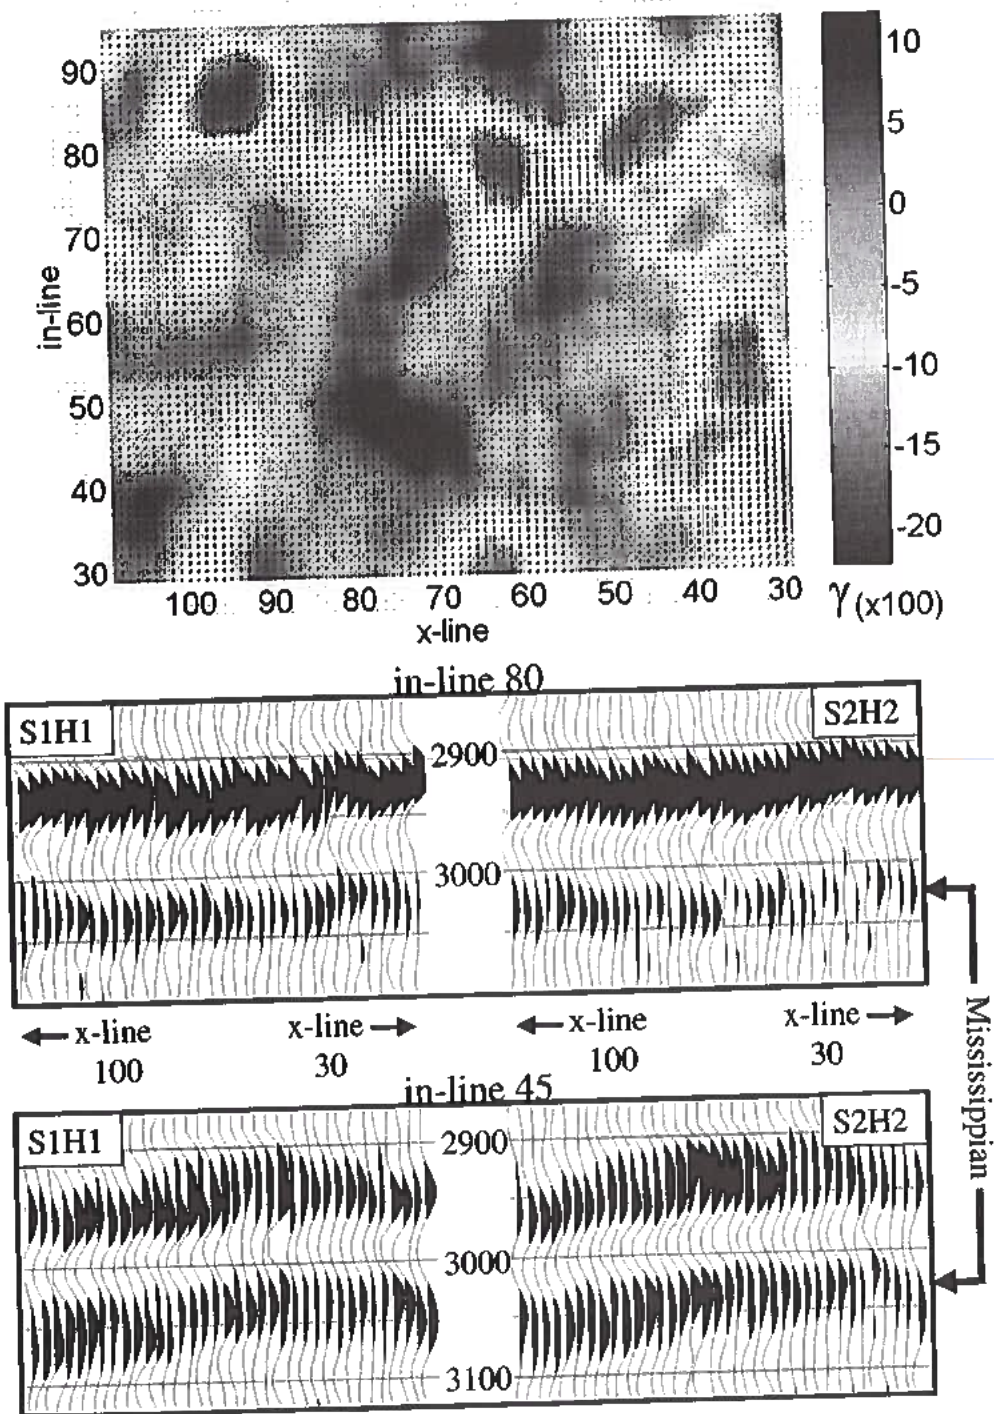 90
80
70
60
50
40
30
in-line
100 90 80 70 60 50 40 30
x-line
10
5
0
-5
-10
-15
-20
γ (x100)
in-line 80
S1H1
S2H2
2900
3000
x-line x-line x-line x-line
100 30 100 30
Mississippian
in-line 45
S1H1
S2H2
2900
3000
3100